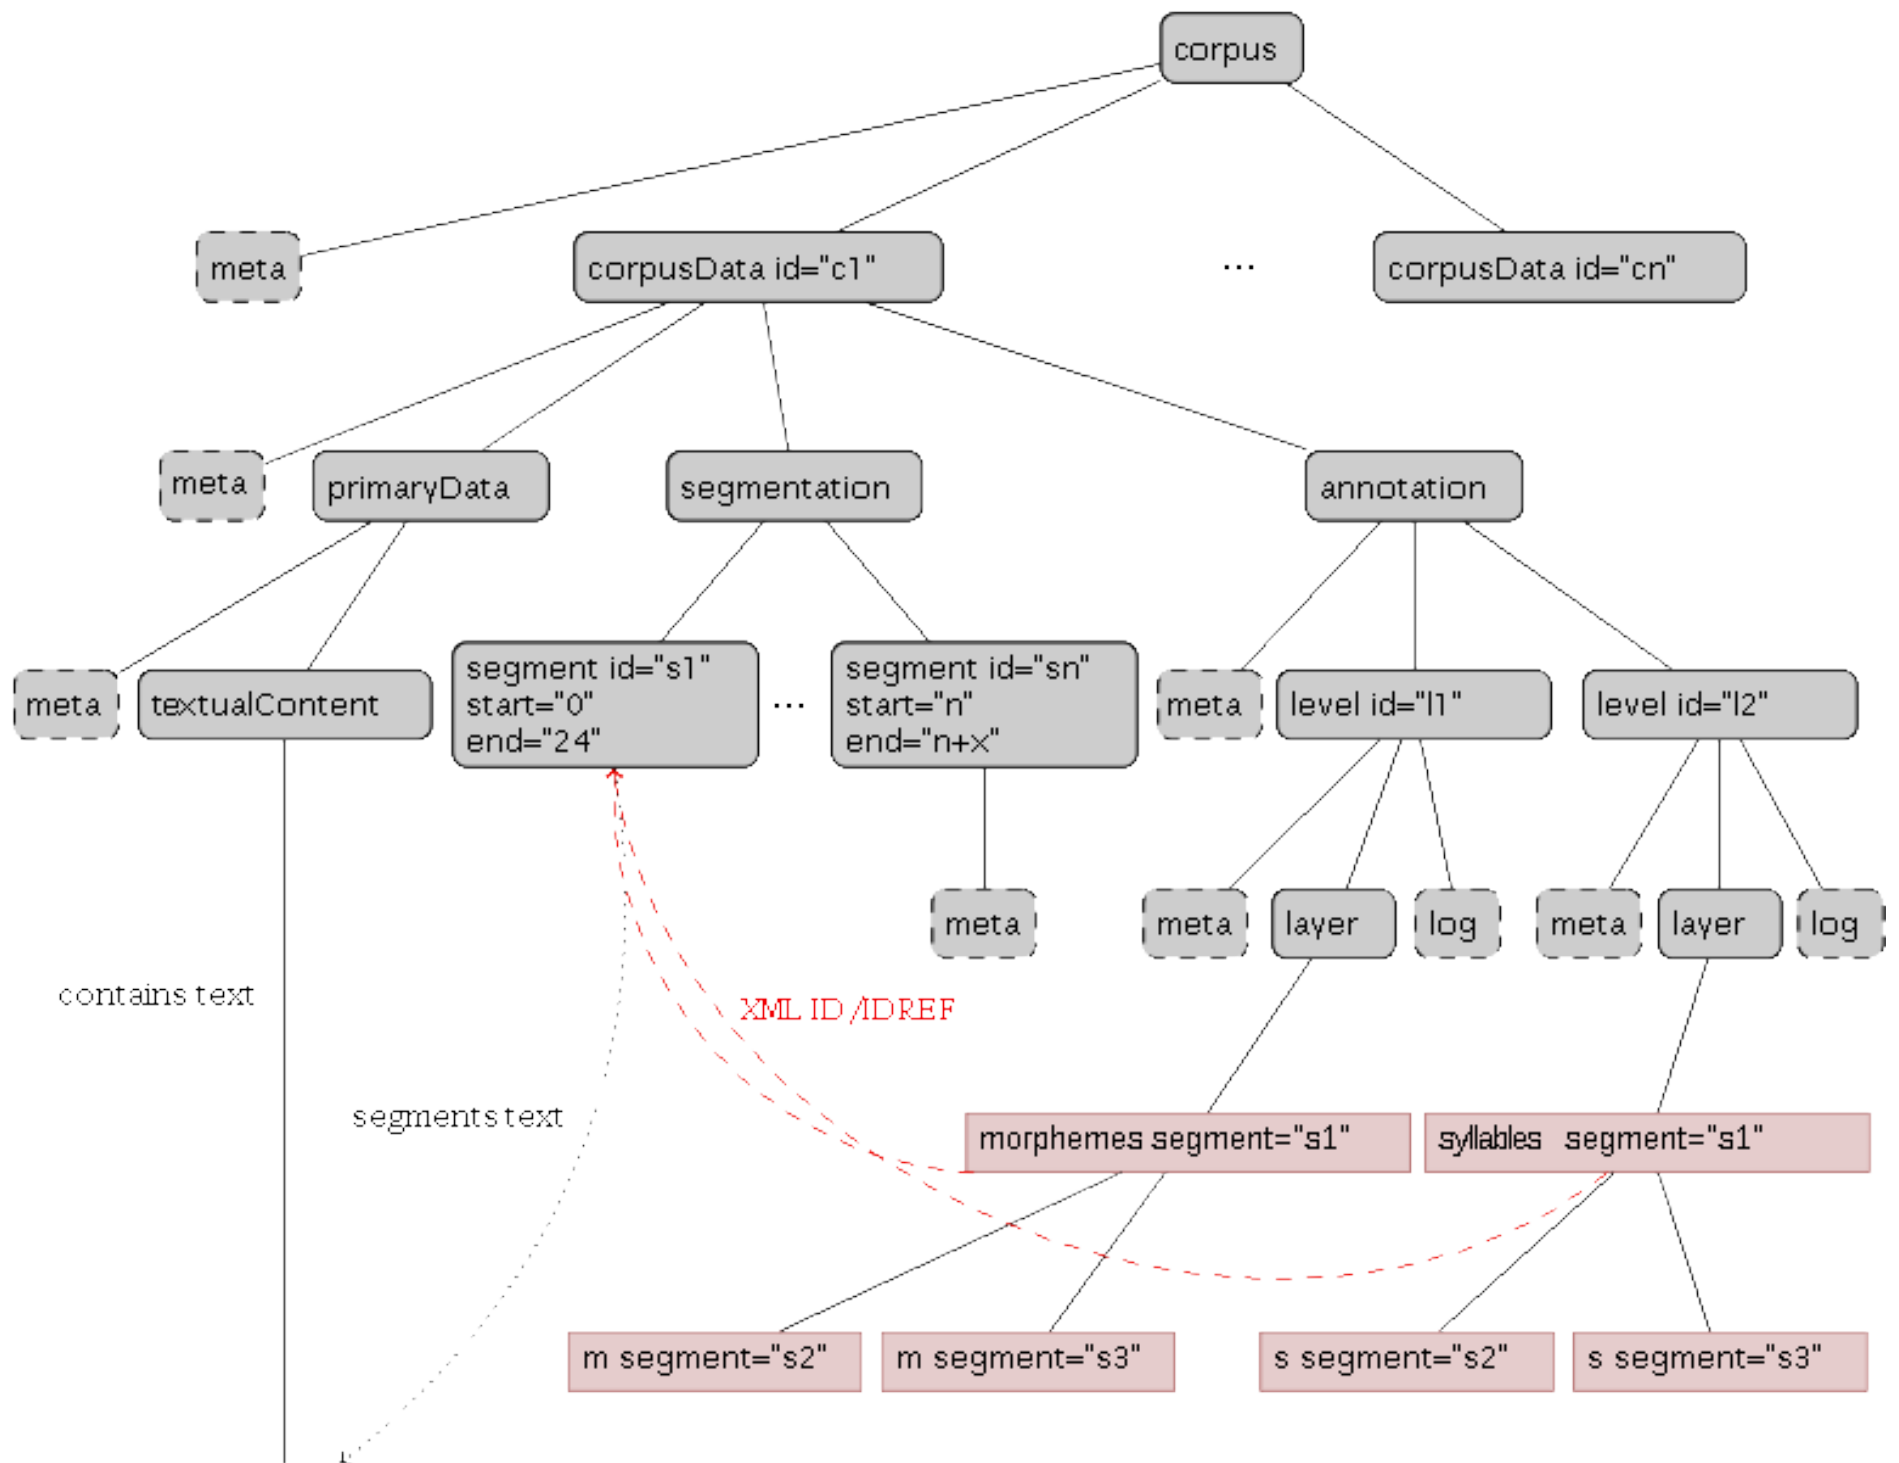 corpus
meta
corpusData id="c1"
...
corpusData id="cn"
meta
primaryData
segmentation
annotation
meta
textualContent
segment id="s1"
start="0"
end="24"
...
segment id="sn"
start="n"
end="n+x"
meta
level id="l1"
level id="l2"
meta
meta
layer
log
meta
layer
log
contains text
XML ID/IDREF
segments text
morphemes segment="s1"
syllables segment="s1"
m segment="s2"
m segment="s3"
s segment="s2"
s segment="s3"